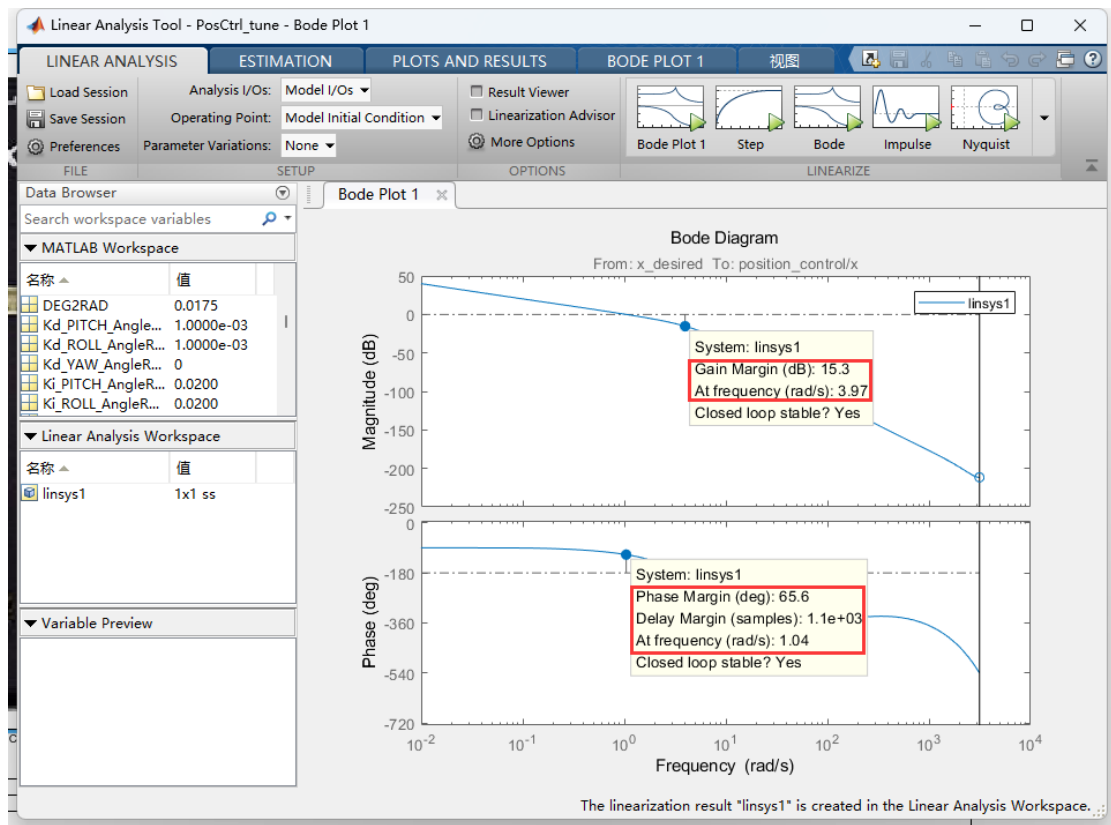 Linear Analysis Tool - PosCtrl_tune - Bode Plot 1
LINEAR ANALYSIS ESTIMATION PLOTS AND RESULTS BODE PLOT 1 视图
Load Session
Save Session
Preferences
FILE
Analysis I/Os: Model I/Os
Operating Point: Model Initial Condition
Parameter Variations: None
SETUP
Result Viewer
Linearization Advisor
More Options
OPTIONS
Bode Plot 1 Step Bode Impulse Nyquist
LINEARIZE
Data Browser
Search workspace variables
MATLAB Workspace
名称 值
DEG2RAD 0.0175
Kd_PITCH_AngleR... 1.0000e-03
Kd_ROLL_AngleR... 1.0000e-03
Kd_YAW_AngleR... 0
Ki_PITCH_AngleR... 0.0200
Ki_ROLL_AngleR... 0.0200
Linear Analysis Workspace
名称 值
linsys1 1x1 ss
Variable Preview
Bode Plot 1
Bode Diagram
From: x_desired To: position_control/x
linsys1
Magnitude (dB)
50
0
-50
-100
-150
-200
-250
System: linsys1
Gain Margin (dB): 15.3
At frequency (rad/s): 3.97
Closed loop stable? Yes
Phase (deg)
0
-180
-360
-540
-720
System: linsys1
Phase Margin (deg): 65.6
Delay Margin (samples): 1.1e+03
At frequency (rad/s): 1.04
Closed loop stable? Yes
10-2 10-1 100 101 102 103 104
Frequency (rad/s)
The linearization result "linsys1" is created in the Linear Analysis Workspace.